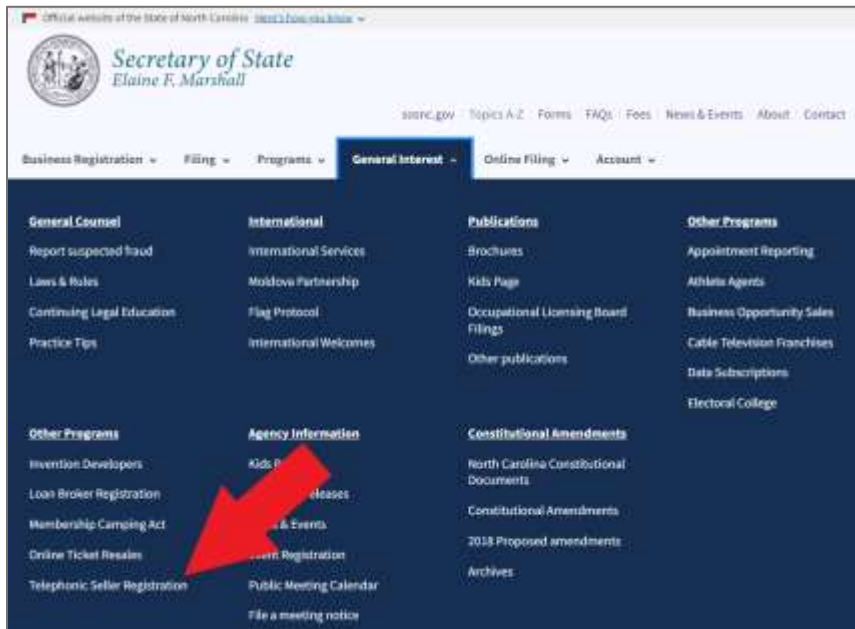 Official website of the State of North Carolina Here's how you know
Secretary of State
Elaine F. Marshall
sosnc.gov Topics A-Z Forms FAQs Fees News & Events About Contact
Business Registration Filing Programs General Interest Online Filing Account
General Counsel
Report suspected fraud
Laws & Rules
Continuing Legal Education
Practice Tips
International
International Services
Moldova Partnership
Flag Protocol
International Welcomes
Publications
Brochures
Kids Page
Occupational Licensing Board
Filings
Other publications
Other Programs
Appointment Reporting
Athlete Agents
Business Opportunity Sales
Cable Television Franchises
Data Subscriptions
Electoral College
Other Programs
Invention Developers
Loan Broker Registration
Membership Camping Act
Online Ticket Resales
Telephonic Seller Registration
Agency Information
Kids
& Events
Registration
Public Meeting Calendar
File a meeting notice
Constitutional Amendments
North Carolina Constitutional
Documents
Constitutional Amendments
2018 Proposed amendments
Archives